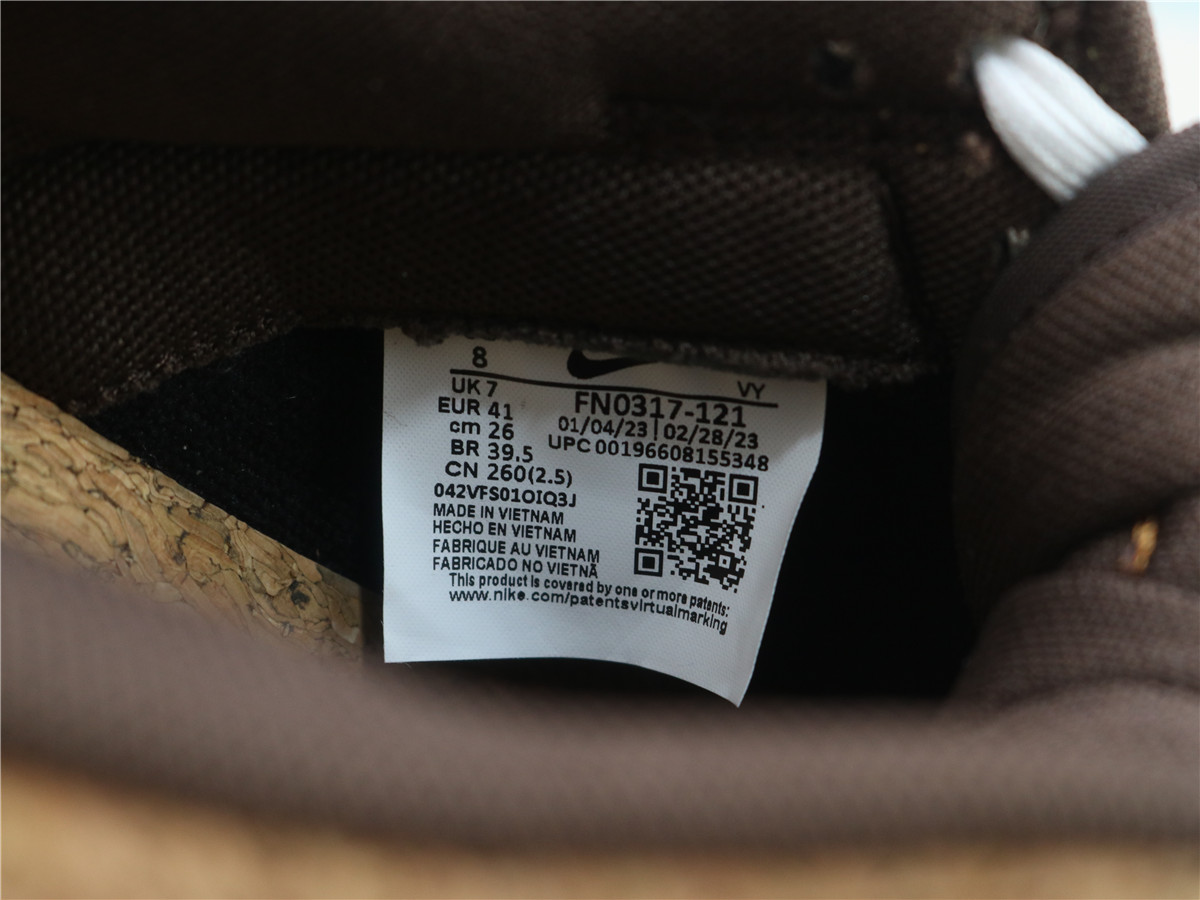 8
VY
UK 7
EUR 41
cm 26
BR 39.5
CN 260(2.5)
FN0317-121
01/04/23|02/28/23
UPC 00196608155348
042VFS01OIQ3J
MADE IN VIETNAM
HECHO EN VIETNAM
FABRIQUE AU VIETNAM
FABRICADO NO VIETNÃ
This product is covered by one or more patents:
www.nike.com/patentsvirtualmarking